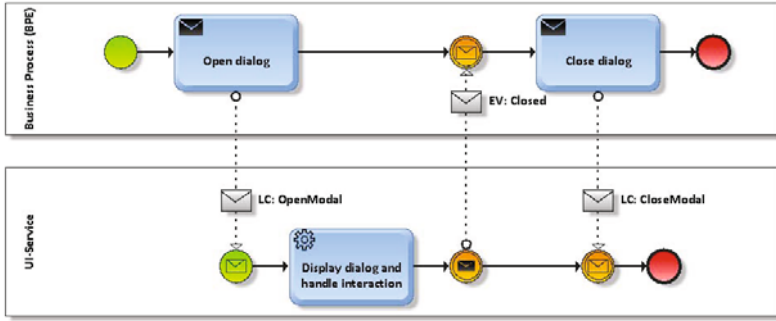 Business Process (BPE)
Open dialog
Close dialog
EV: Closed
LC: OpenModal
LC: CloseModal
UI-Service
Display dialog and
handle interaction